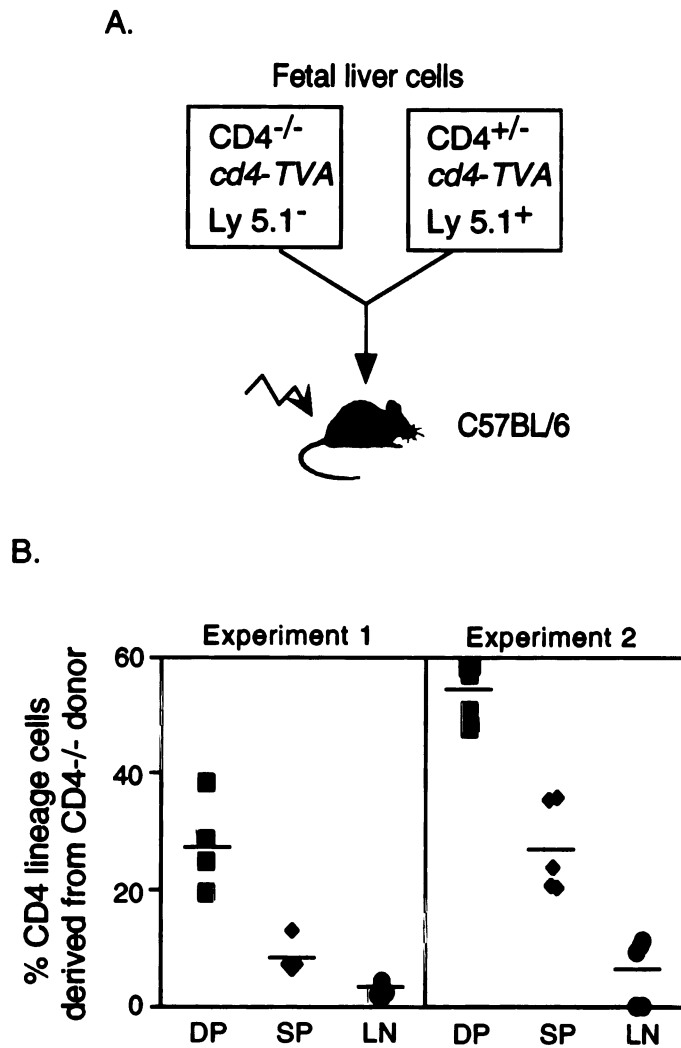 A.
Fetal liver cells
CD4-/-
cd4-TVA
Ly 5.1-
CD4+/-
cd4-TVA
Ly 5.1+
C57BL/6
B.
Experiment 1
Experiment 2
% CD4 lineage cells
derived from CD4-/- donor
60
40
20
0
DP
SP
LN
DP
SP
LN